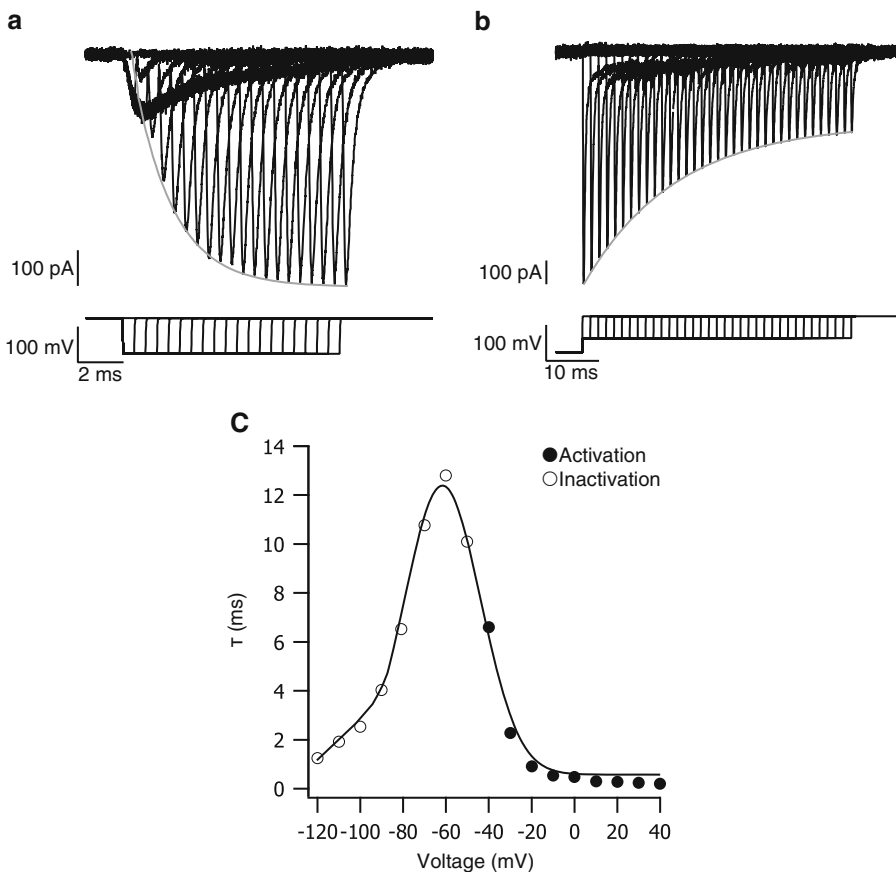 a
b
100 pA
100 pA
100 mV
2 ms
100 mV
10 ms
C
14
12
10
8
6
4
2
0
τ (ms)
Activation
Inactivation
-120 -100 -80 -60 -40 -20 0 20 40
Voltage (mV)